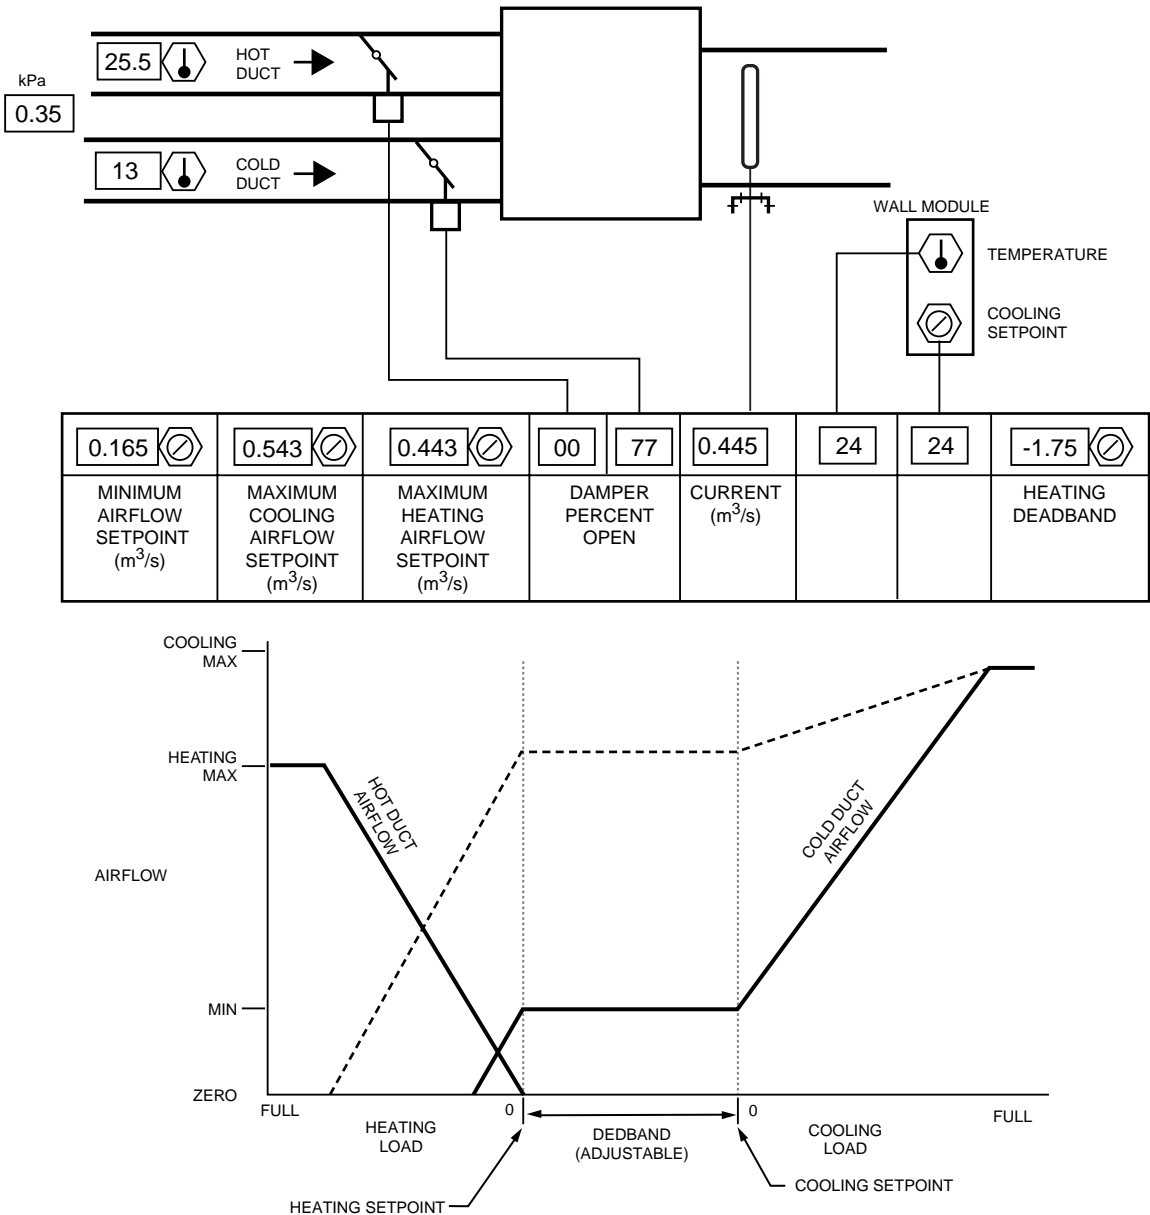 25.5
HOT
DUCT
kPa
0.35
13
COLD
DUCT
WALL MODULE
TEMPERATURE
COOLING
SETPOINT
0.165
0.543
0.443
00
77
0.445
24
24
-1.75
MINIMUM
AIRFLOW
SETPOINT
(m3/s)
MAXIMUM
COOLING
AIRFLOW
SETPOINT
(m3/s)
MAXIMUM
HEATING
AIRFLOW
SETPOINT
(m3/s)
DAMPER
PERCENT
OPEN
CURRENT
(m3/s)
HEATING
DEADBAND
COOLING
MAX
HEATING
MAX
HOT DUCT
AIRFLOW
COLD DUCT
AIRFLOW
AIRFLOW
MIN
ZERO
FULL
HEATING
LOAD
0
DEDBAND
(ADJUSTABLE)
0
COOLING
LOAD
FULL
HEATING SETPOINT
COOLING SETPOINT